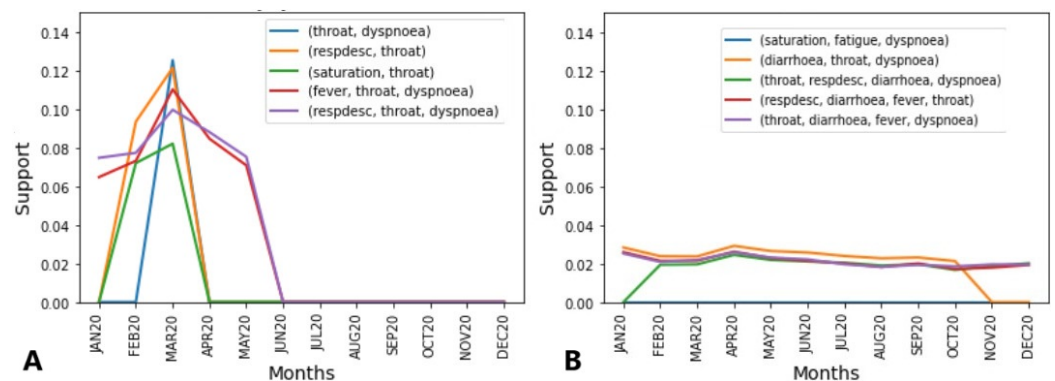 0.14
0.12
0.10
0.08
0.06
0.04
0.02
0.00
Support
(throat, dyspnoea)
(respdesc, throat)
(saturation, throat)
(fever, throat, dyspnoea)
(respdesc, throat, dyspnoea)
JAN20
FEB20
MAR20
APR20
MAY20
JUN20
JUL20
AUG20
SEP20
OCT20
NOV20
DEC20
Months
A
0.14
0.12
0.10
0.08
0.06
0.04
0.02
0.00
Support
(saturation, fatigue, dyspnoea)
(diarrhoea, throat, dyspnoea)
(throat, respdesc, diarrhoea, dyspnoea)
(respdesc, diarrhoea, fever, throat)
(throat, diarrhoea, fever, dyspnoea)
JAN20
FEB20
MAR20
APR20
MAY20
JUN20
JUL20
AUG20
SEP20
OCT20
NOV20
DEC20
Months
B